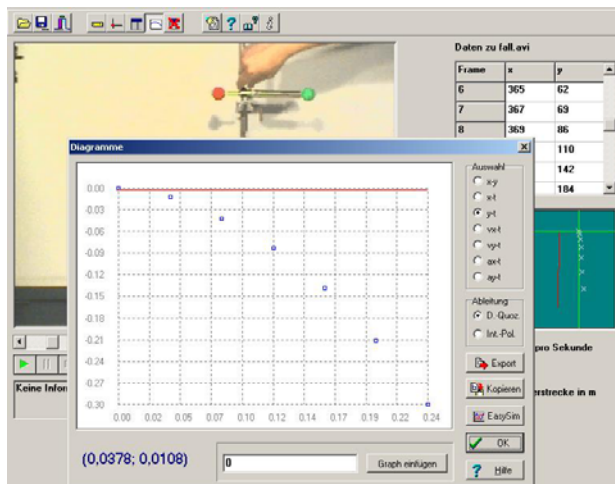 Daten zu fall.avi
Frame x y
6 365 62
7 367 69
8 369 86
110
142
184
Diagramme
0.00
-0.03
-0.06
-0.09
-0.12
-0.15
-0.18
-0.21
-0.24
-0.27
-0.30
0.00 0.02 0.05 0.07 0.10 0.12 0.14 0.17 0.19 0.22 0.24
Auswahl
x-y
x-t
y-t
vx-t
vy-t
ax-t
ay-t
Ableitung
D.-Quoz.
Int.-Pol.
Export
Kopieren
EasySim
OK
Hilfe
(0,0378; 0,0108)
0
Graph einfügen
pro Sekunde
erstrecke in m
Keine Infor